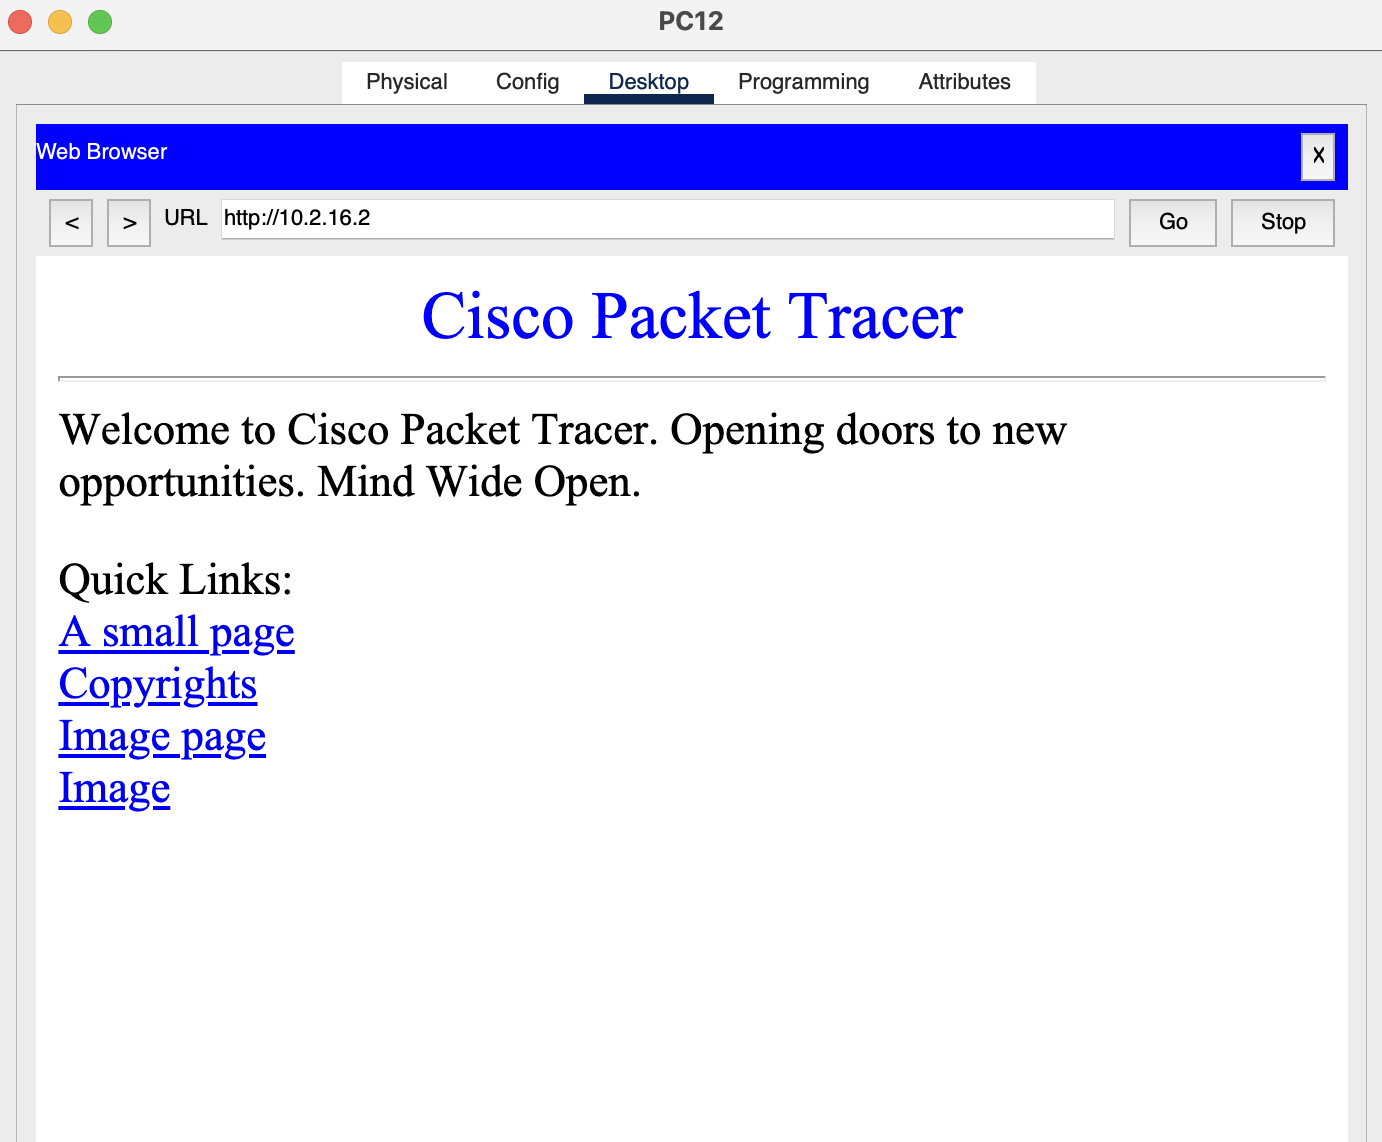 PC12
Physical Config Desktop Programming Attributes
Web Browser X
< > URL http://10.2.16.2 Go Stop
Cisco Packet Tracer
Welcome to Cisco Packet Tracer. Opening doors to new
opportunities. Mind Wide Open.
Quick Links:
A small page
Copyrights
Image page
Image